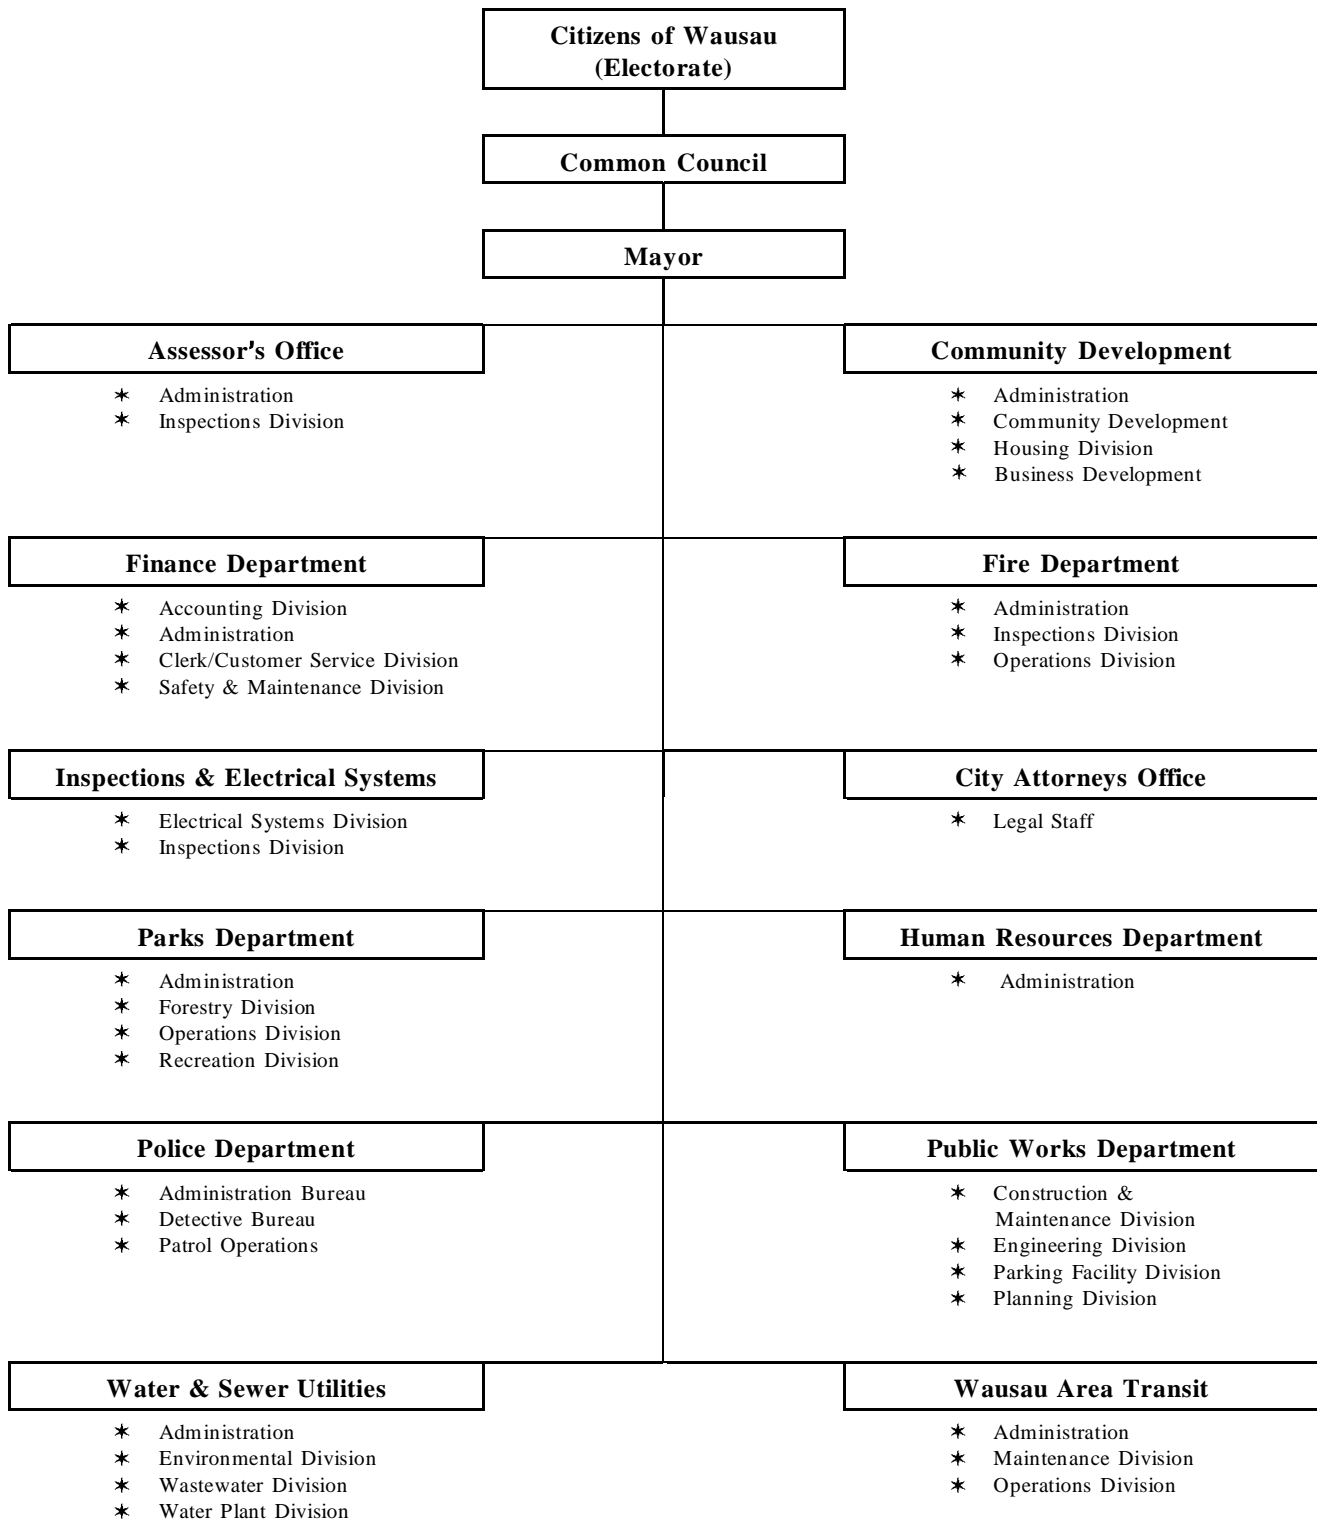 Citizens of Wausau
(Electorate)
Common Council
Mayor
Assessor's Office
✶ Administration
✶ Inspections Division
Community Development
✶ Administration
✶ Community Development
✶ Housing Division
✶ Business Development
Finance Department
✶ Accounting Division
✶ Administration
✶ Clerk/Customer Service Division
✶ Safety & Maintenance Division
Fire Department
✶ Administration
✶ Inspections Division
✶ Operations Division
Inspections & Electrical Systems
✶ Electrical Systems Division
✶ Inspections Division
City Attorneys Office
✶ Legal Staff
Parks Department
✶ Administration
✶ Forestry Division
✶ Operations Division
✶ Recreation Division
Human Resources Department
✶ Administration
Police Department
✶ Administration Bureau
✶ Detective Bureau
✶ Patrol Operations
Public Works Department
✶ Construction &
Maintenance Division
✶ Engineering Division
✶ Parking Facility Division
✶ Planning Division
Water & Sewer Utilities
✶ Administration
✶ Environmental Division
✶ Wastewater Division
✶ Water Plant Division
Wausau Area Transit
✶ Administration
✶ Maintenance Division
✶ Operations Division